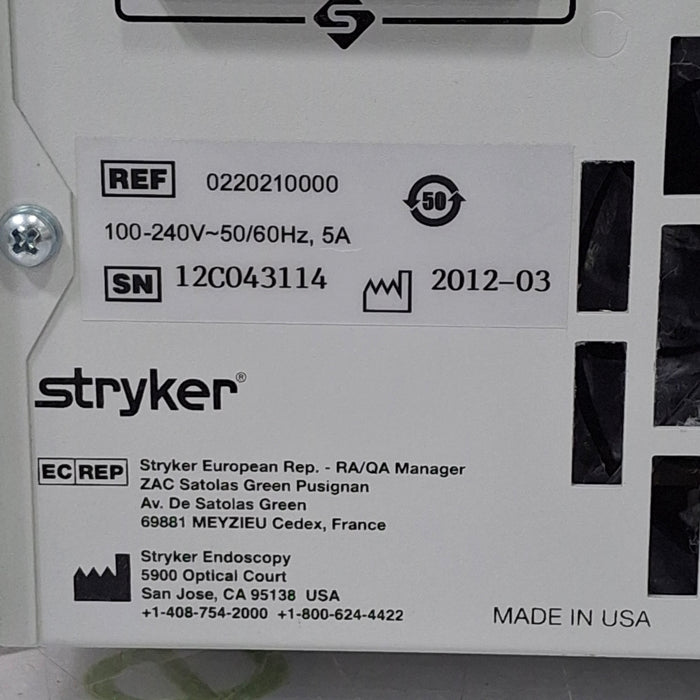 S
REF 0220210000 50
100-240V~50/60Hz, 5A
SN 12C043114 2012-03
stryker®
EC REP Stryker European Rep. - RA/QA Manager
ZAC Satolas Green Pusignan
Av. De Satolas Green
69881 MEYZIEU Cedex, France
Stryker Endoscopy
5900 Optical Court
San Jose, CA 95138 USA
+1-408-754-2000 +1-800-624-4422
MADE IN USA